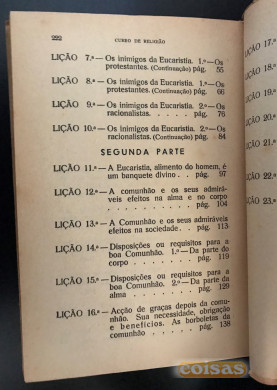 222 CURSO DE RELIGIÃO
LIÇÃO 7.ª — Os inimigos da Eucaristia. 1.º — Os
protestantes. (Continuação) pág. 55
LIÇÃO 8.ª — Os inimigos da Eucaristia. 1.º — Os
protestantes. (Continuação) pág. 66
LIÇÃO 9.ª — Os inimigos da Eucaristia. 2.º — Os
racionalistas. pág. 76
LIÇÃO 10.ª — Os inimigos da Eucaristia. 2.º — Os
racionalistas. (Continuação) pág. 84
SEGUNDA PARTE
LIÇÃO 11.ª — A Eucaristia, alimento do homem, é
um banquete divino . pág. 97
LIÇÃO 12.ª — A comunhão e os seus admirá-
veis efeitos na alma e no corpo
pág. 104
LIÇÃO 13.ª — A Comunhão e os seus admiráveis
efeitos na sociedade . pág. 113
LIÇÃO 14.ª — Disposições ou requisitos para a
boa Comunhão. 1.º — Da parte do
corpo . pág. 119
LIÇÃO 15.ª — Disposições ou requisitos para a
boa Comunhão. 2.º — Da parte da
alma . pág. 129
LIÇÃO 16.ª — Acção de graças depois da comu-
nhão. Sua necessidade, obrigação
e benefícios. As borboletas da
comunhão . pág. 138
LIÇÃO 17.ª
LIÇÃO 18.ª
LIÇÃO 19.ª
LIÇÃO 20.ª
LIÇÃO 21.ª
LIÇÃO 22.ª
LIÇÃO 23.ª
coisas